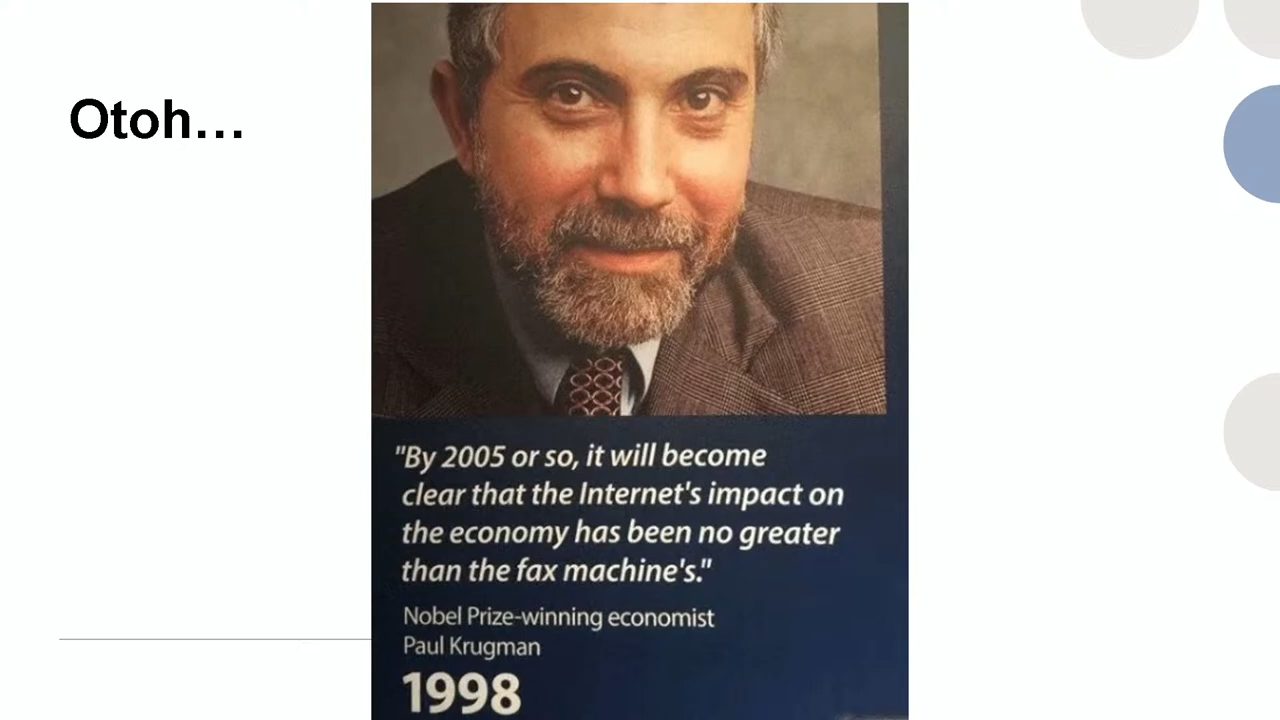 Otoh…
"By 2005 or so, it will become
clear that the Internet's impact on
the economy has been no greater
than the fax machine's."
Nobel Prize-winning economist
Paul Krugman
1998